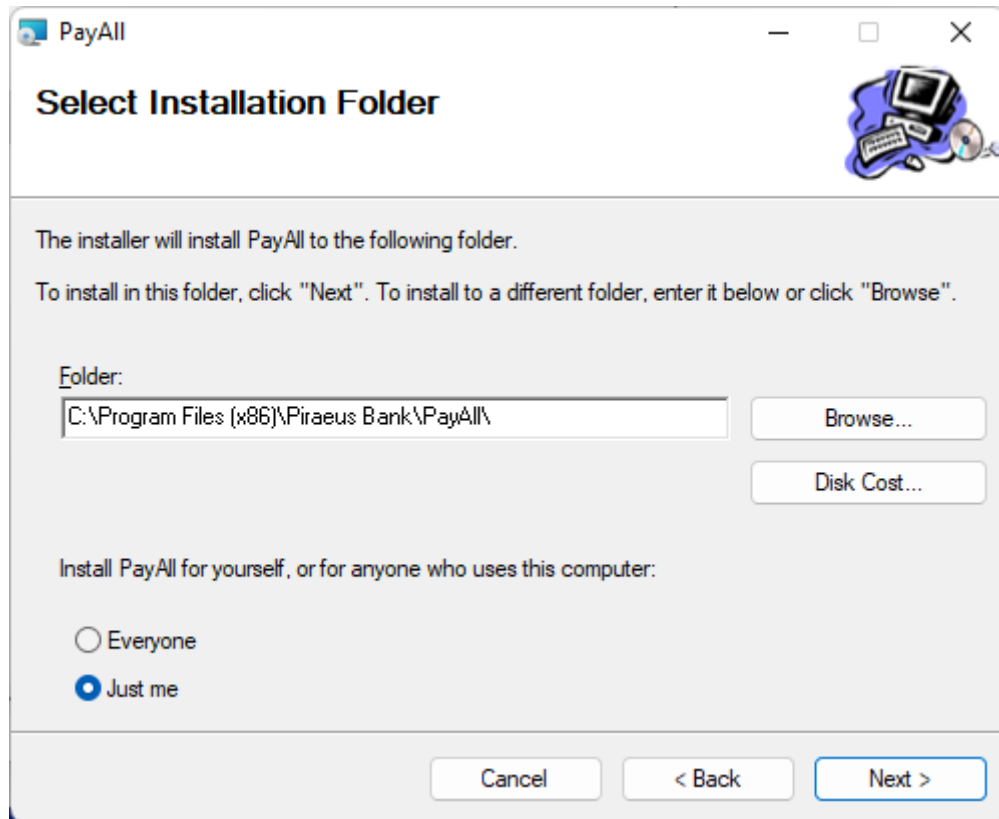 PayAll
Select Installation Folder
The installer will install PayAll to the following folder.
To install in this folder, click "Next". To install to a different folder, enter it below or click "Browse".
Folder:
C:\Program Files (x86)\Piraeus Bank\PayAll\
Browse...
Disk Cost...
Install PayAll for yourself, or for anyone who uses this computer:
Everyone
Just me
Cancel
< Back
Next >